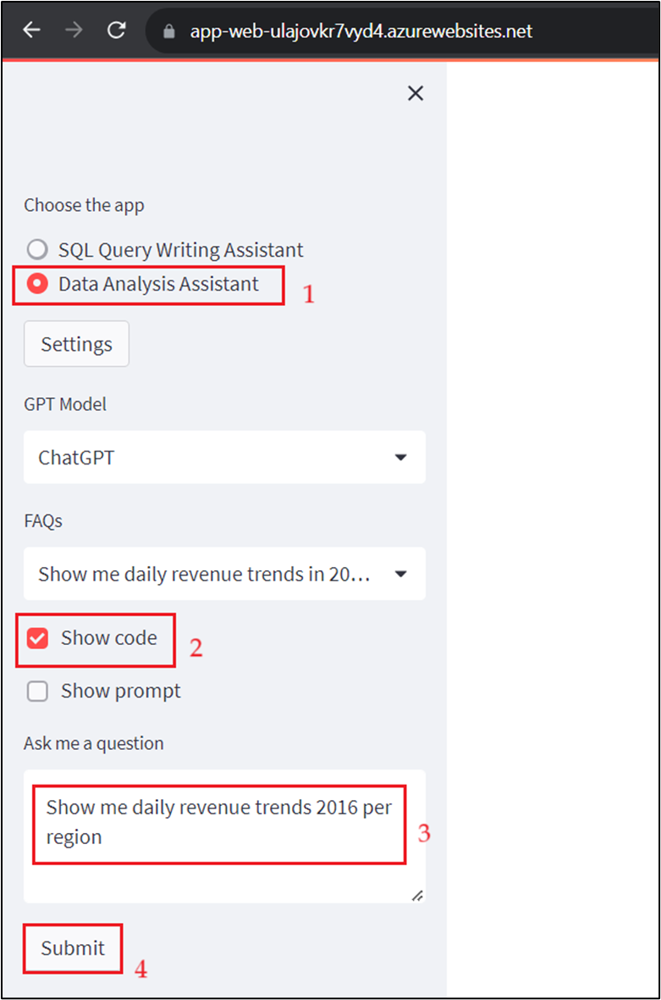 app-web-ulajovkr7vyd4.azurewebsites.net
Choose the app
SQL Query Writing Assistant
Data Analysis Assistant
1
Settings
GPT Model
ChatGPT
FAQs
Show me daily revenue trends in 20...
Show code
2
Show prompt
Ask me a question
Show me daily revenue trends 2016 per
region
3
Submit
4